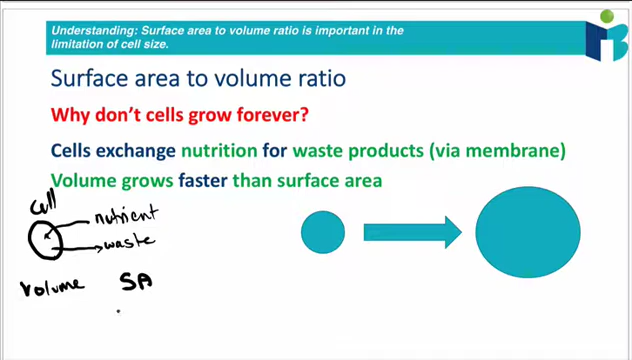 Understanding: Surface area to volume ratio is important in the
limitation of cell size.
Surface area to volume ratio
Why don't cells grow forever?
Cells exchange nutrition for waste products (via membrane)
Volume grows faster than surface area
cell
nutrient
waste
volume SA